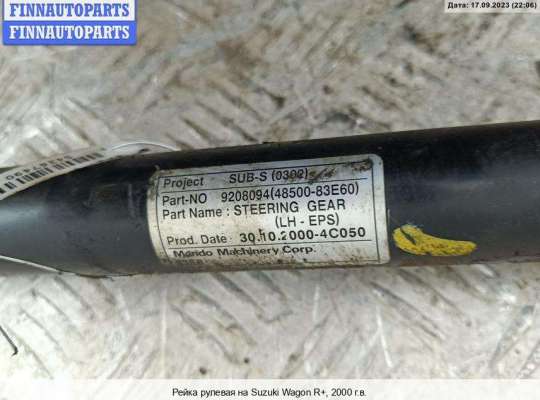 FINNAUTOPARTS
FINNAUTOPARTS
Дата: 17.09.2023 (22:06)
Project SUB-S (0302)
Part-NO 9208094(48500-83E60)
Part Name : STEERING GEAR
(LH - EPS)
Prod. Date 30.10.2000-4C050
Mando Machinery Corp.
Рейка рулевая на Suzuki Wagon R+, 2000 г.в.